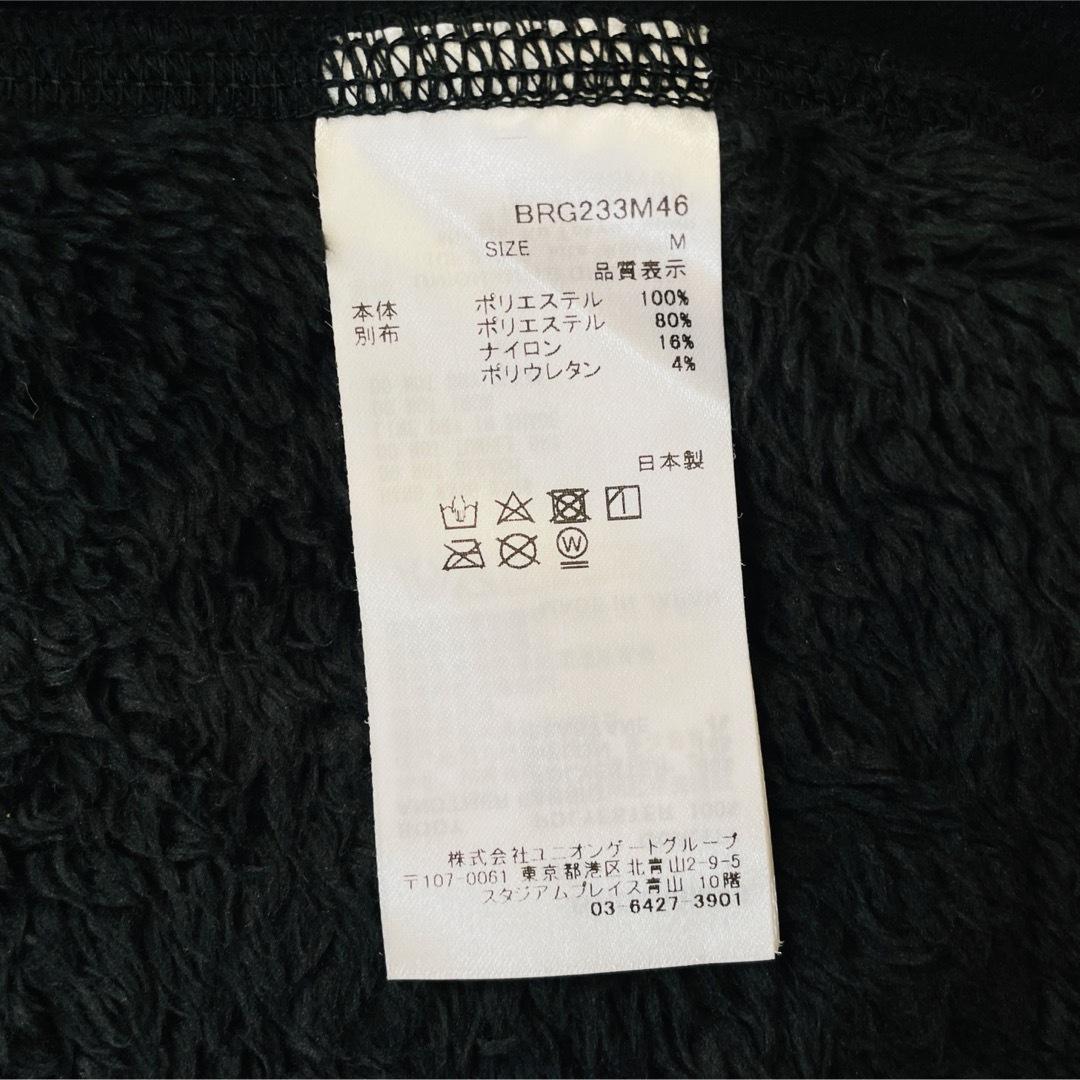 BRG233M46
SIZE M
品質表示
本体 ポリエステル 100%
別布 ポリエステル 80%
ナイロン 16%
ポリウレタン 4%
日本製
W
株式会社ユニオンゲートグループ
〒107-0061 東京都港区北青山2-9-5
スタジアムプレイス青山 10階
03-6427-3901